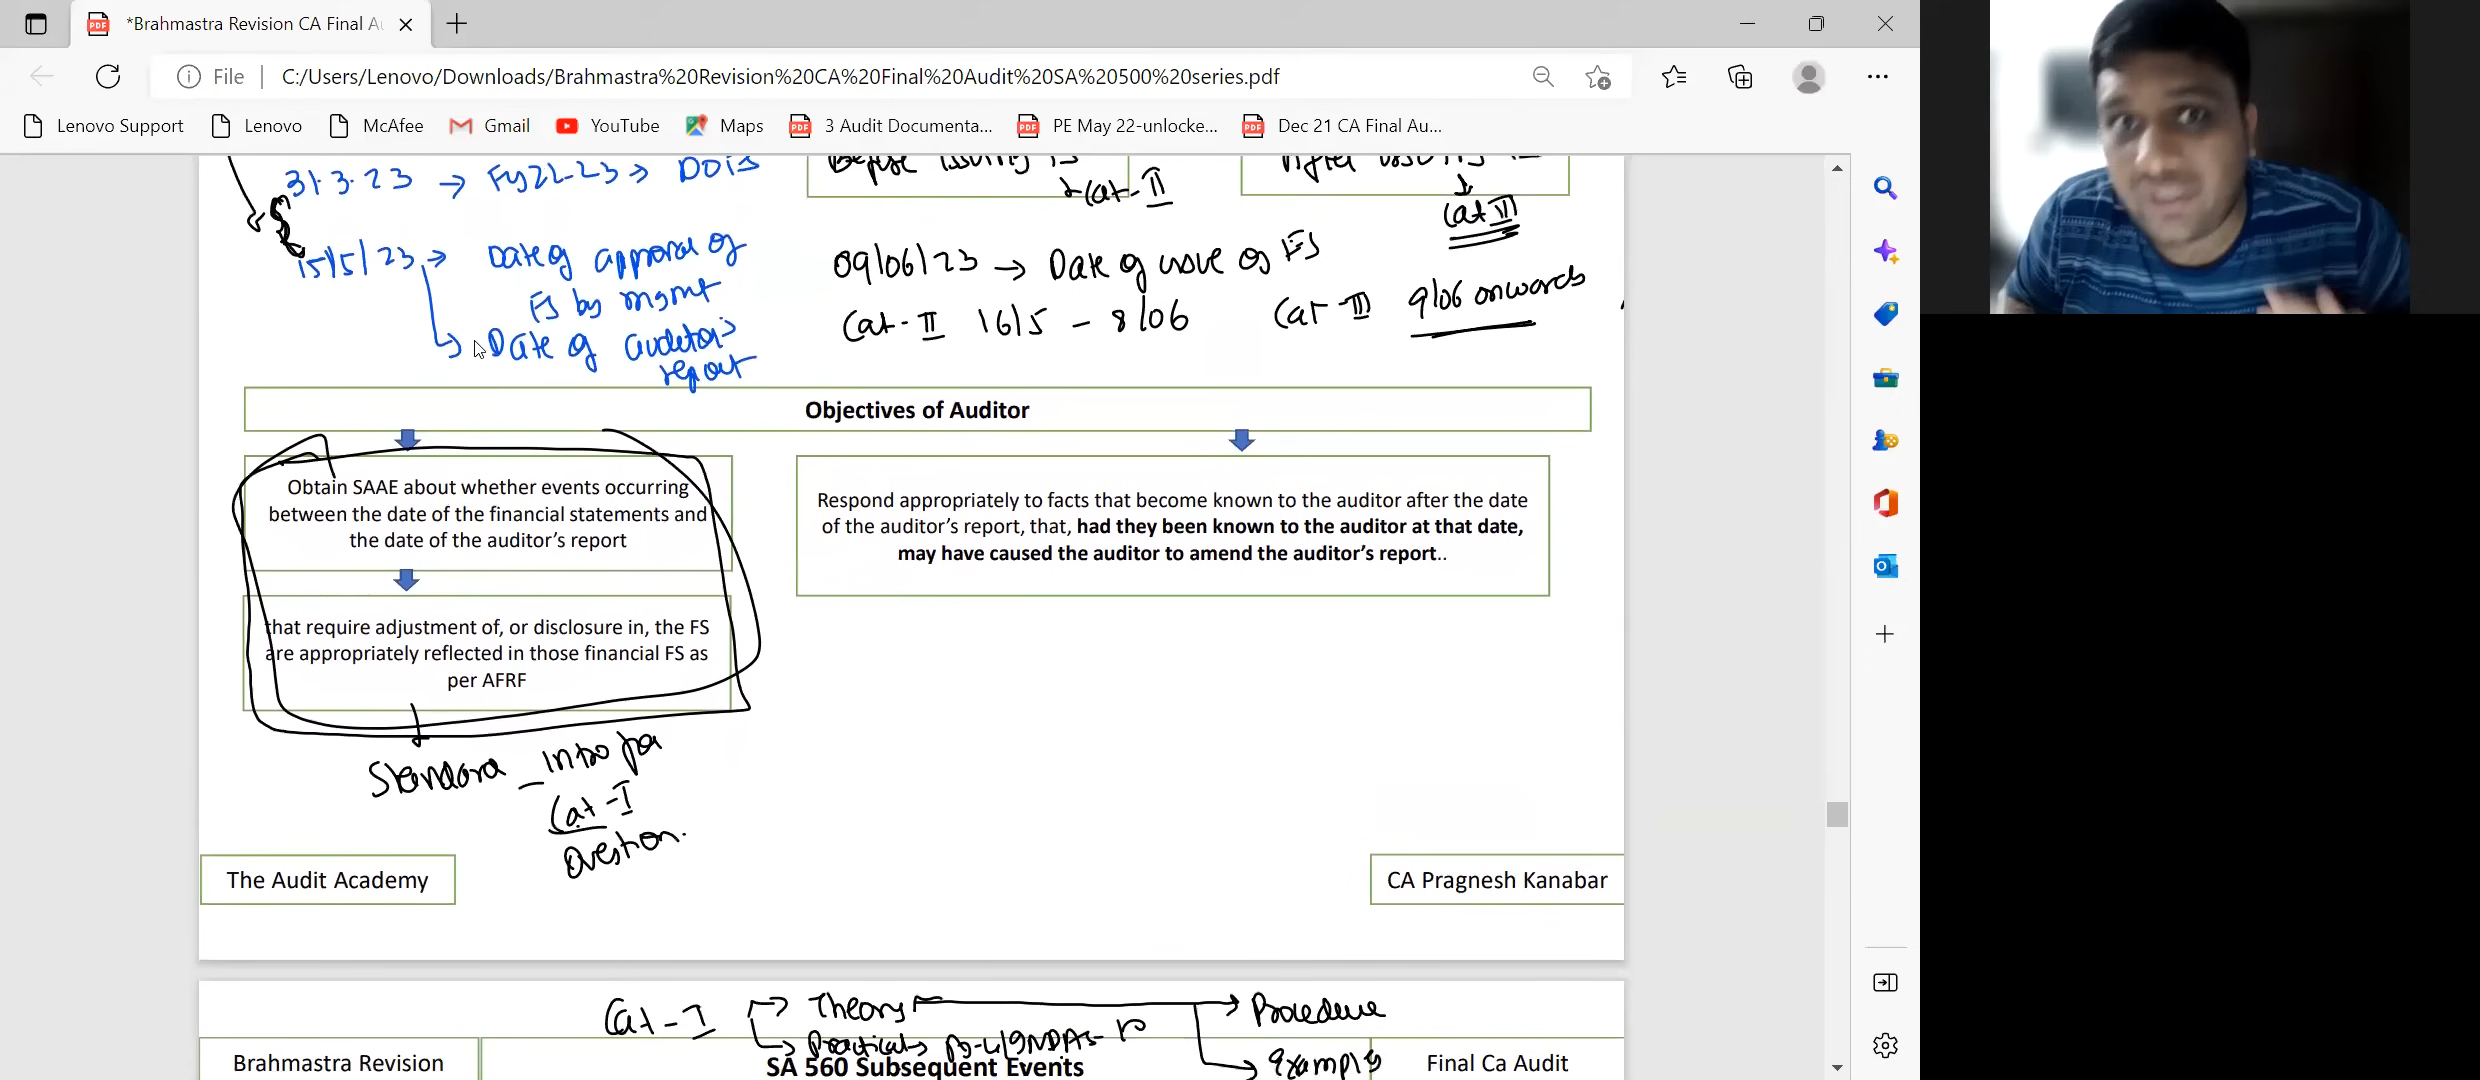 *Brahmastra Revision CA Final Au
File
C:/Users/Lenovo/Downloads/Brahmastra%20Revision%20CA%20Final%20Audit%20SA%20500%20series.pdf
Lenovo Support
Lenovo
McAfee
Gmail
YouTube
Maps
3 Audit Documenta...
PE May 22-unlocke...
Dec 21 CA Final Au...
31.3.23 → FY22-23 →
Before issuing
After
Cat-II
Cat III
15/5/23 → Date of approval of
FS by mgmt
Date of auditor's
report
09/06/23 → Date of issue of FS
Cat-II 16/5 - 8/06
Cat III 9/06 onwards
Objectives of Auditor
Obtain SAAE about whether events occurring
between the date of the financial statements and
the date of the auditor's report
that require adjustment of, or disclosure in, the FS
are appropriately reflected in those financial FS as
per AFRF
Respond appropriately to facts that become known to the auditor after the date
of the auditor's report, that, had they been known to the auditor at that date,
may have caused the auditor to amend the auditor's report..
Standard - Intro for
Cat-I
Question.
The Audit Academy
CA Pragnesh Kanabar
Cat-I → Theory → Procedure
→ Practical →
→ Examples
Brahmastra Revision
SA 560 Subsequent Events
Final Ca Audit